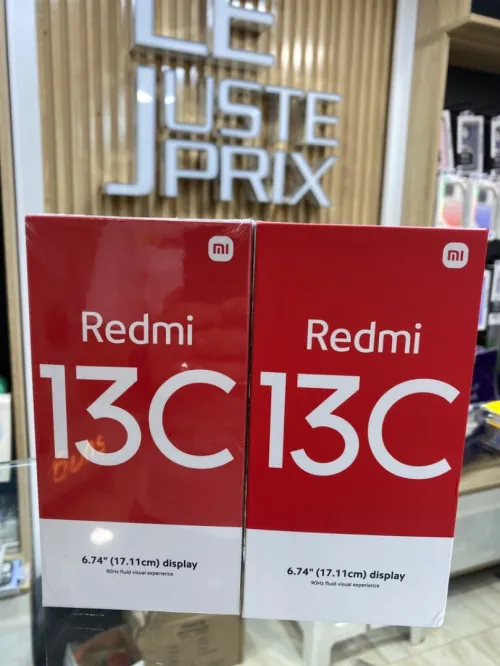 LE
JUSTE
PRIX
mi
Redmi
13C
6.74" (17.11cm) display
90Hz fluid visual experience
mi
Redmi
13C
6.74" (17.11cm) display
90Hz fluid visual experience